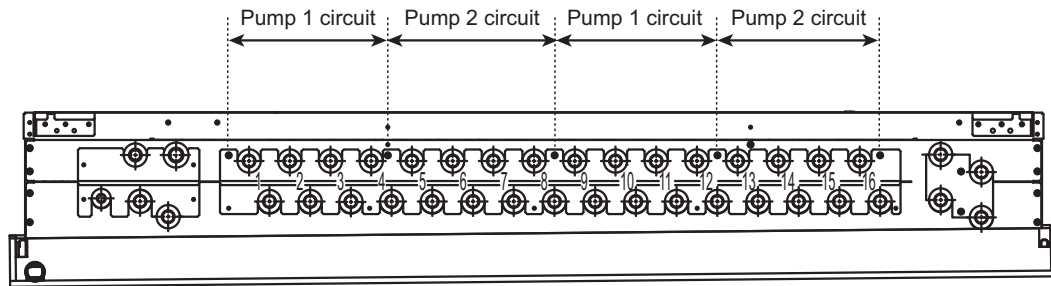 Pump 1 circuit Pump 2 circuit Pump 1 circuit Pump 2 circuit
1 2 3 4 5 6 7 8 9 10 11 12 13 14 15 16